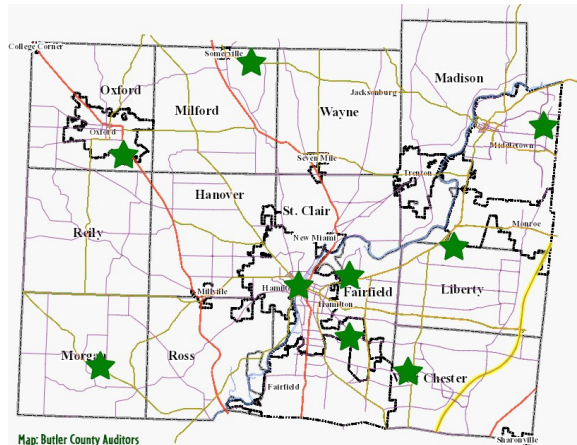 College Corner
Somerville
Oxford
Madison
Milford
Wayne
Jacksonburg
Oxford
Middletown
Seven Mile
Trenton
Hanover
St. Clair
Monroe
Reily
New Miami
Millville
Fairfield
Liberty
Hamilton
Morgan
Ross
Chester
Fairfield
Sharonville
Map: Butler County Auditors